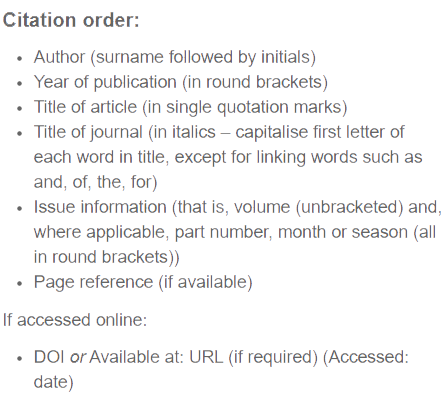 Citation order:
• Author (surname followed by initials)
• Year of publication (in round brackets)
• Title of article (in single quotation marks)
• Title of journal (in italics – capitalise first letter of
each word in title, except for linking words such as
and, of, the, for)
• Issue information (that is, volume (unbracketed) and,
where applicable, part number, month or season (all
in round brackets))
• Page reference (if available)
If accessed online:
• DOI or Available at: URL (if required) (Accessed:
date)